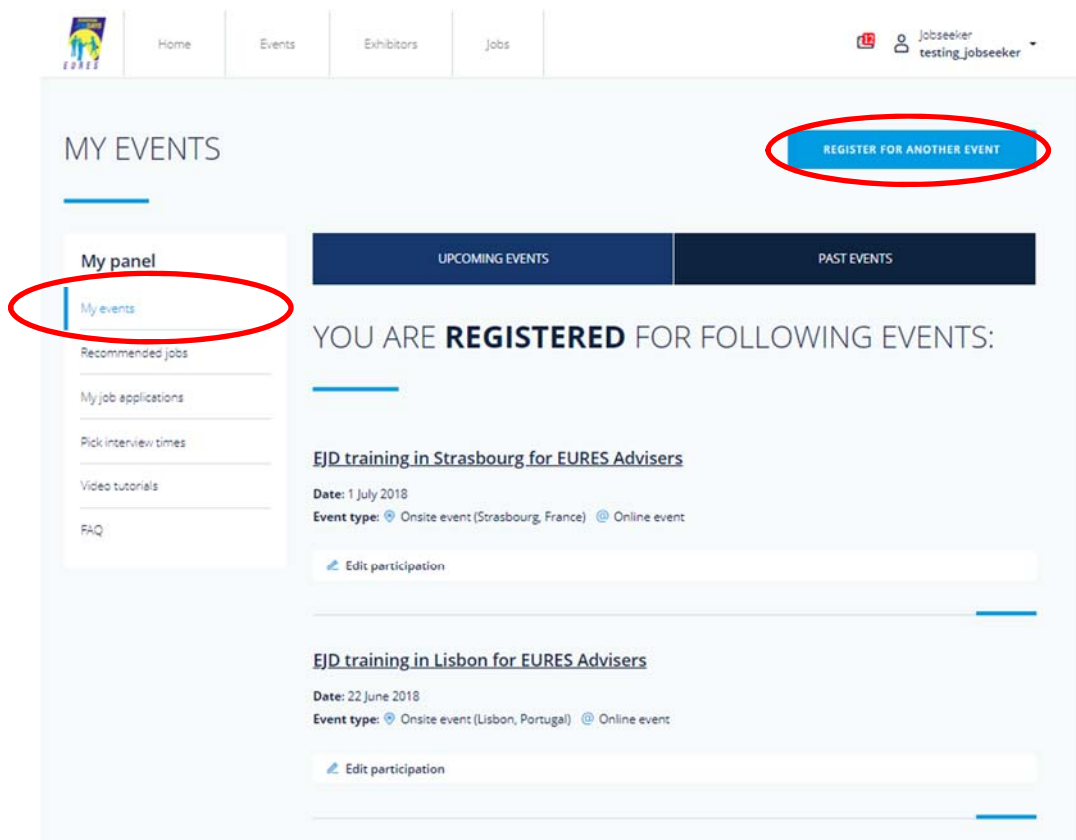 EURES
Home
Events
Exhibitors
Jobs
12
Jobseeker
testing_jobseeker
MY EVENTS
REGISTER FOR ANOTHER EVENT
My panel
My events
Recommended jobs
My job applications
Pick interview times
Video tutorials
FAQ
UPCOMING EVENTS
PAST EVENTS
YOU ARE REGISTERED FOR FOLLOWING EVENTS:
EJD training in Strasbourg for EURES Advisers
Date: 1 July 2018
Event type: Onsite event (Strasbourg, France) @ Online event
Edit participation
EJD training in Lisbon for EURES Advisers
Date: 22 June 2018
Event type: Onsite event (Lisbon, Portugal) @ Online event
Edit participation